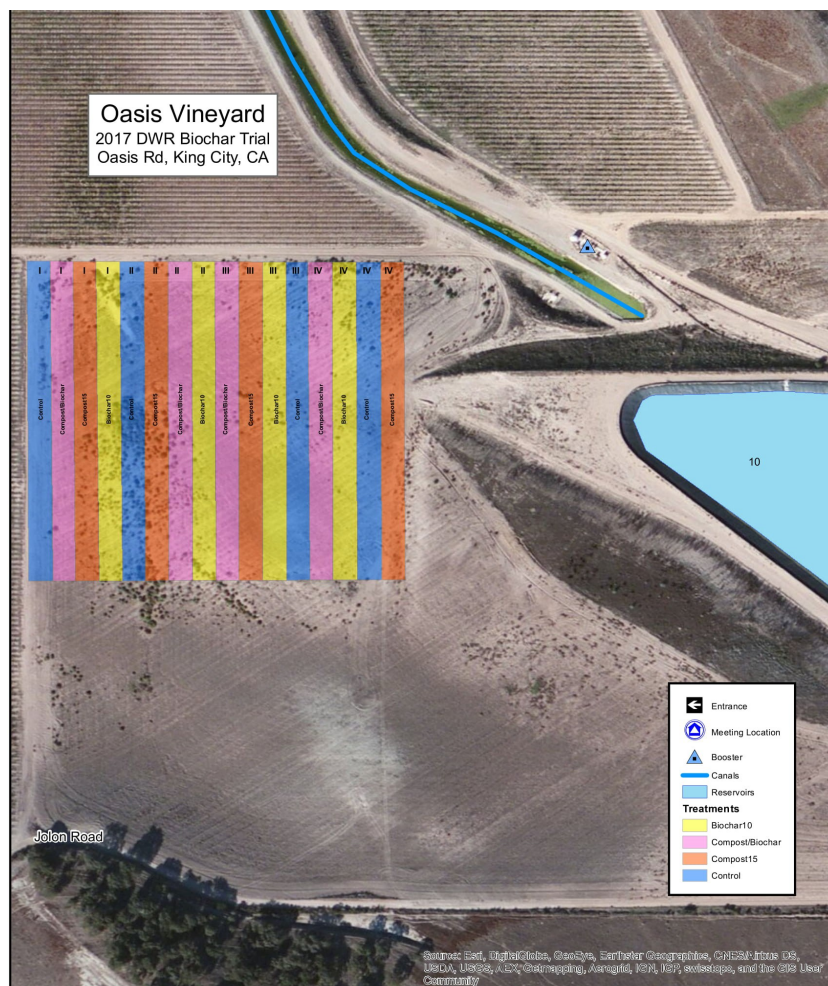 Oasis Vineyard
2017 DWR Biochar Trial
Oasis Rd, King City, CA
I I I I II II II II III III III III IV IV IV IV
Control
Compost/Biochar
Compost15
Biochar10
Control
Compost15
Compost/Biochar
Biochar10
Compost/Biochar
Compost15
Biochar10
Control
Compost/Biochar
Biochar10
Control
Compost15
10
Entrance
Meeting Location
Booster
Canals
Reservoirs
Treatments
Biochar10
Compost/Biochar
Compost15
Control
Jolon Road
Source: Esri, DigitalGlobe, GeoEye, Earthstar Geographics, CNES/Airbus DS,
USDA, USGS, AEX, Getmapping, Aerogrid, IGN, IGP, swisstopo, and the GIS User
Community